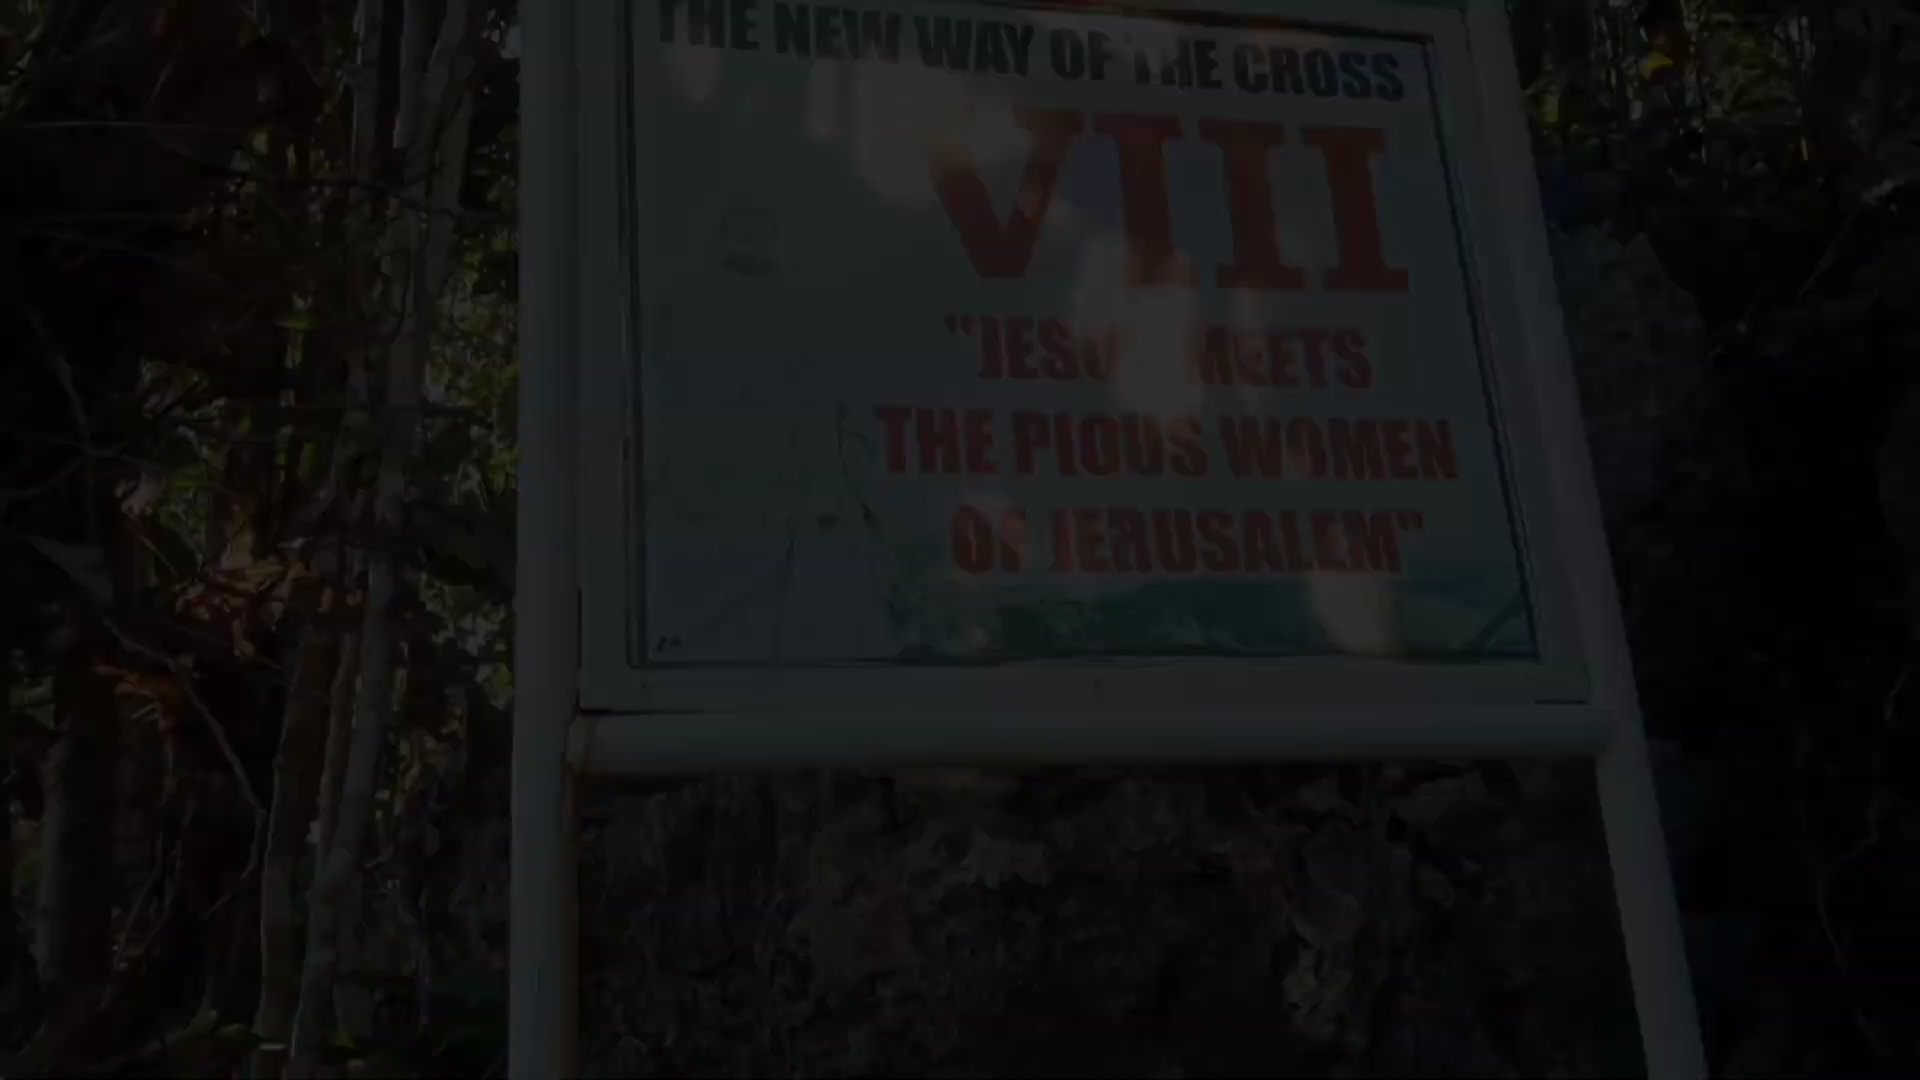 THE NEW WAY OF THE CROSS
VIII
"JESUS MEETS
THE PIOUS WOMEN
OF JERUSALEM"